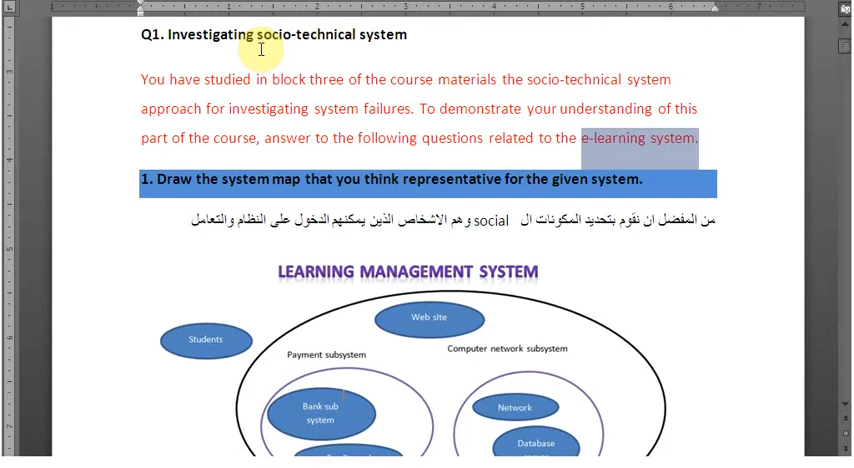 Q1. Investigating socio-technical system
You have studied in block three of the course materials the socio-technical system
approach for investigating system failures. To demonstrate your understanding of this
part of the course, answer to the following questions related to the e-learning system.
1. Draw the system map that you think representative for the given system.
من المفضل ان نقوم بتحديد المكونات ال social وهم الاشخاص الذين يمكنهم الدخول على النظام والتعامل
LEARNING MANAGEMENT SYSTEM
Web site
Students
Payment subsystem
Computer network subsystem
Bank sub
system
Network
Database